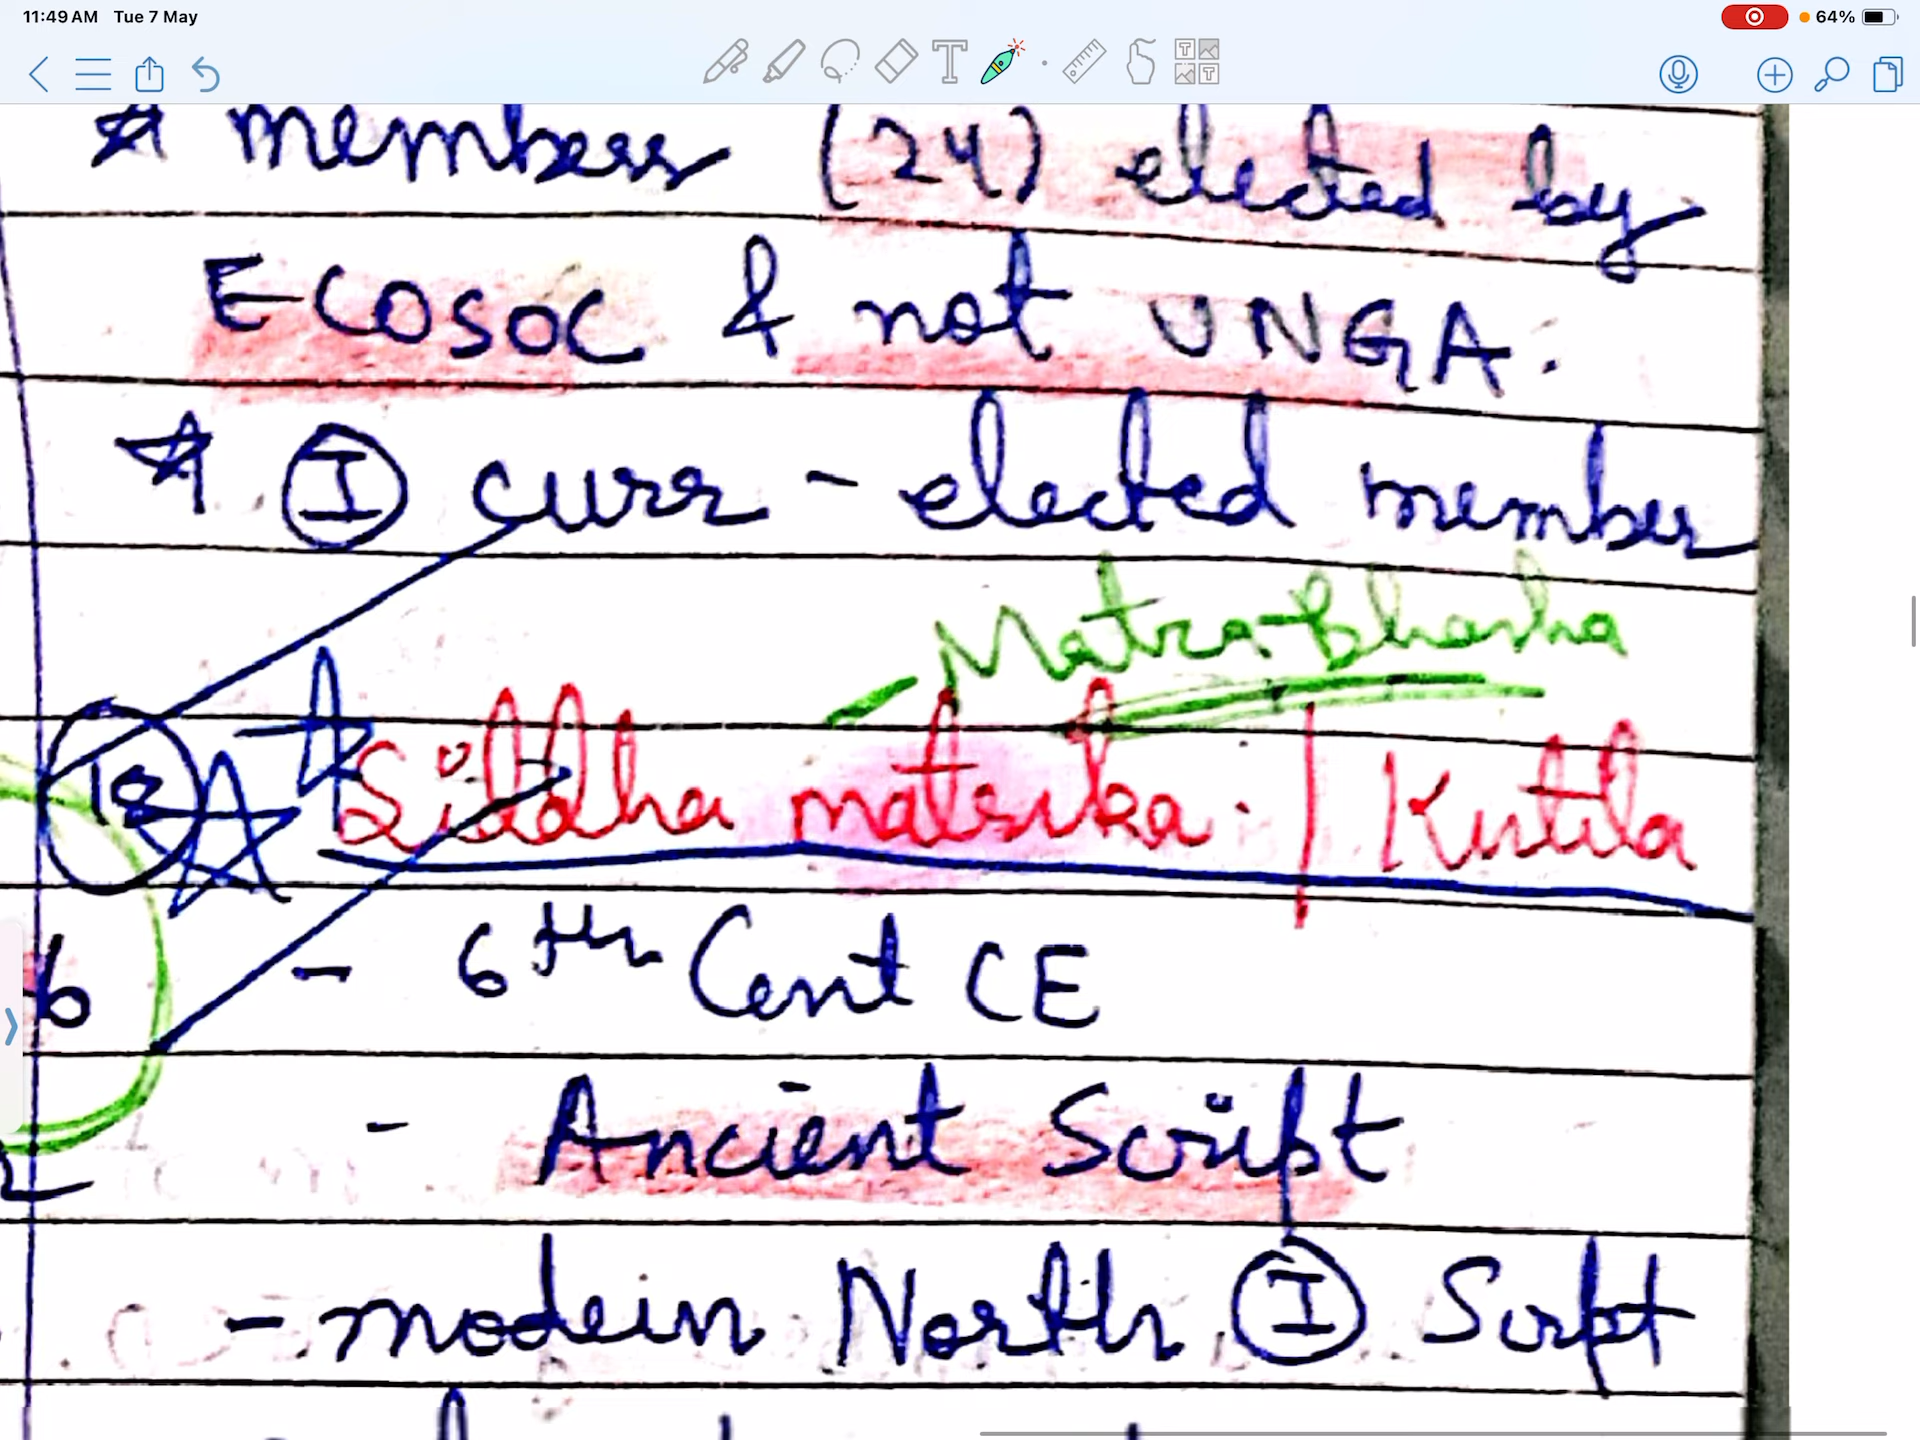 11:49 AM Tue 7 May
64%
☆ members (24) elected by
ECOSOC & not UNGA.
☆ Ⓘ curr - elected member
Matra-Bhasha
⑱ ☆☆ Siddha matrika. | Kutila
- 6th Cent CE
- Ancient Script
- modern North Ⓘ Script